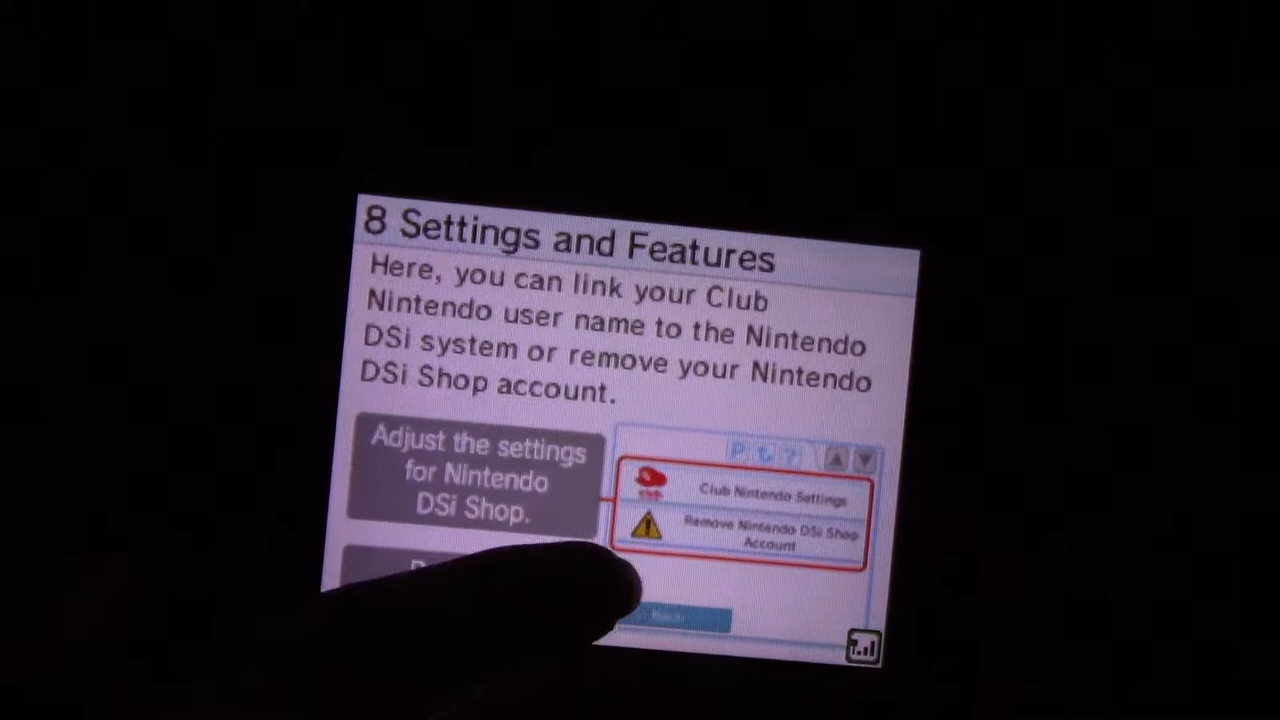 8 Settings and Features
Here, you can link your Club
Nintendo user name to the Nintendo
DSi system or remove your Nintendo
DSi Shop account.
Adjust the settings
for Nintendo
DSi Shop.
P ?
Club Nintendo Settings
Remove Nintendo DSi Shop
Account